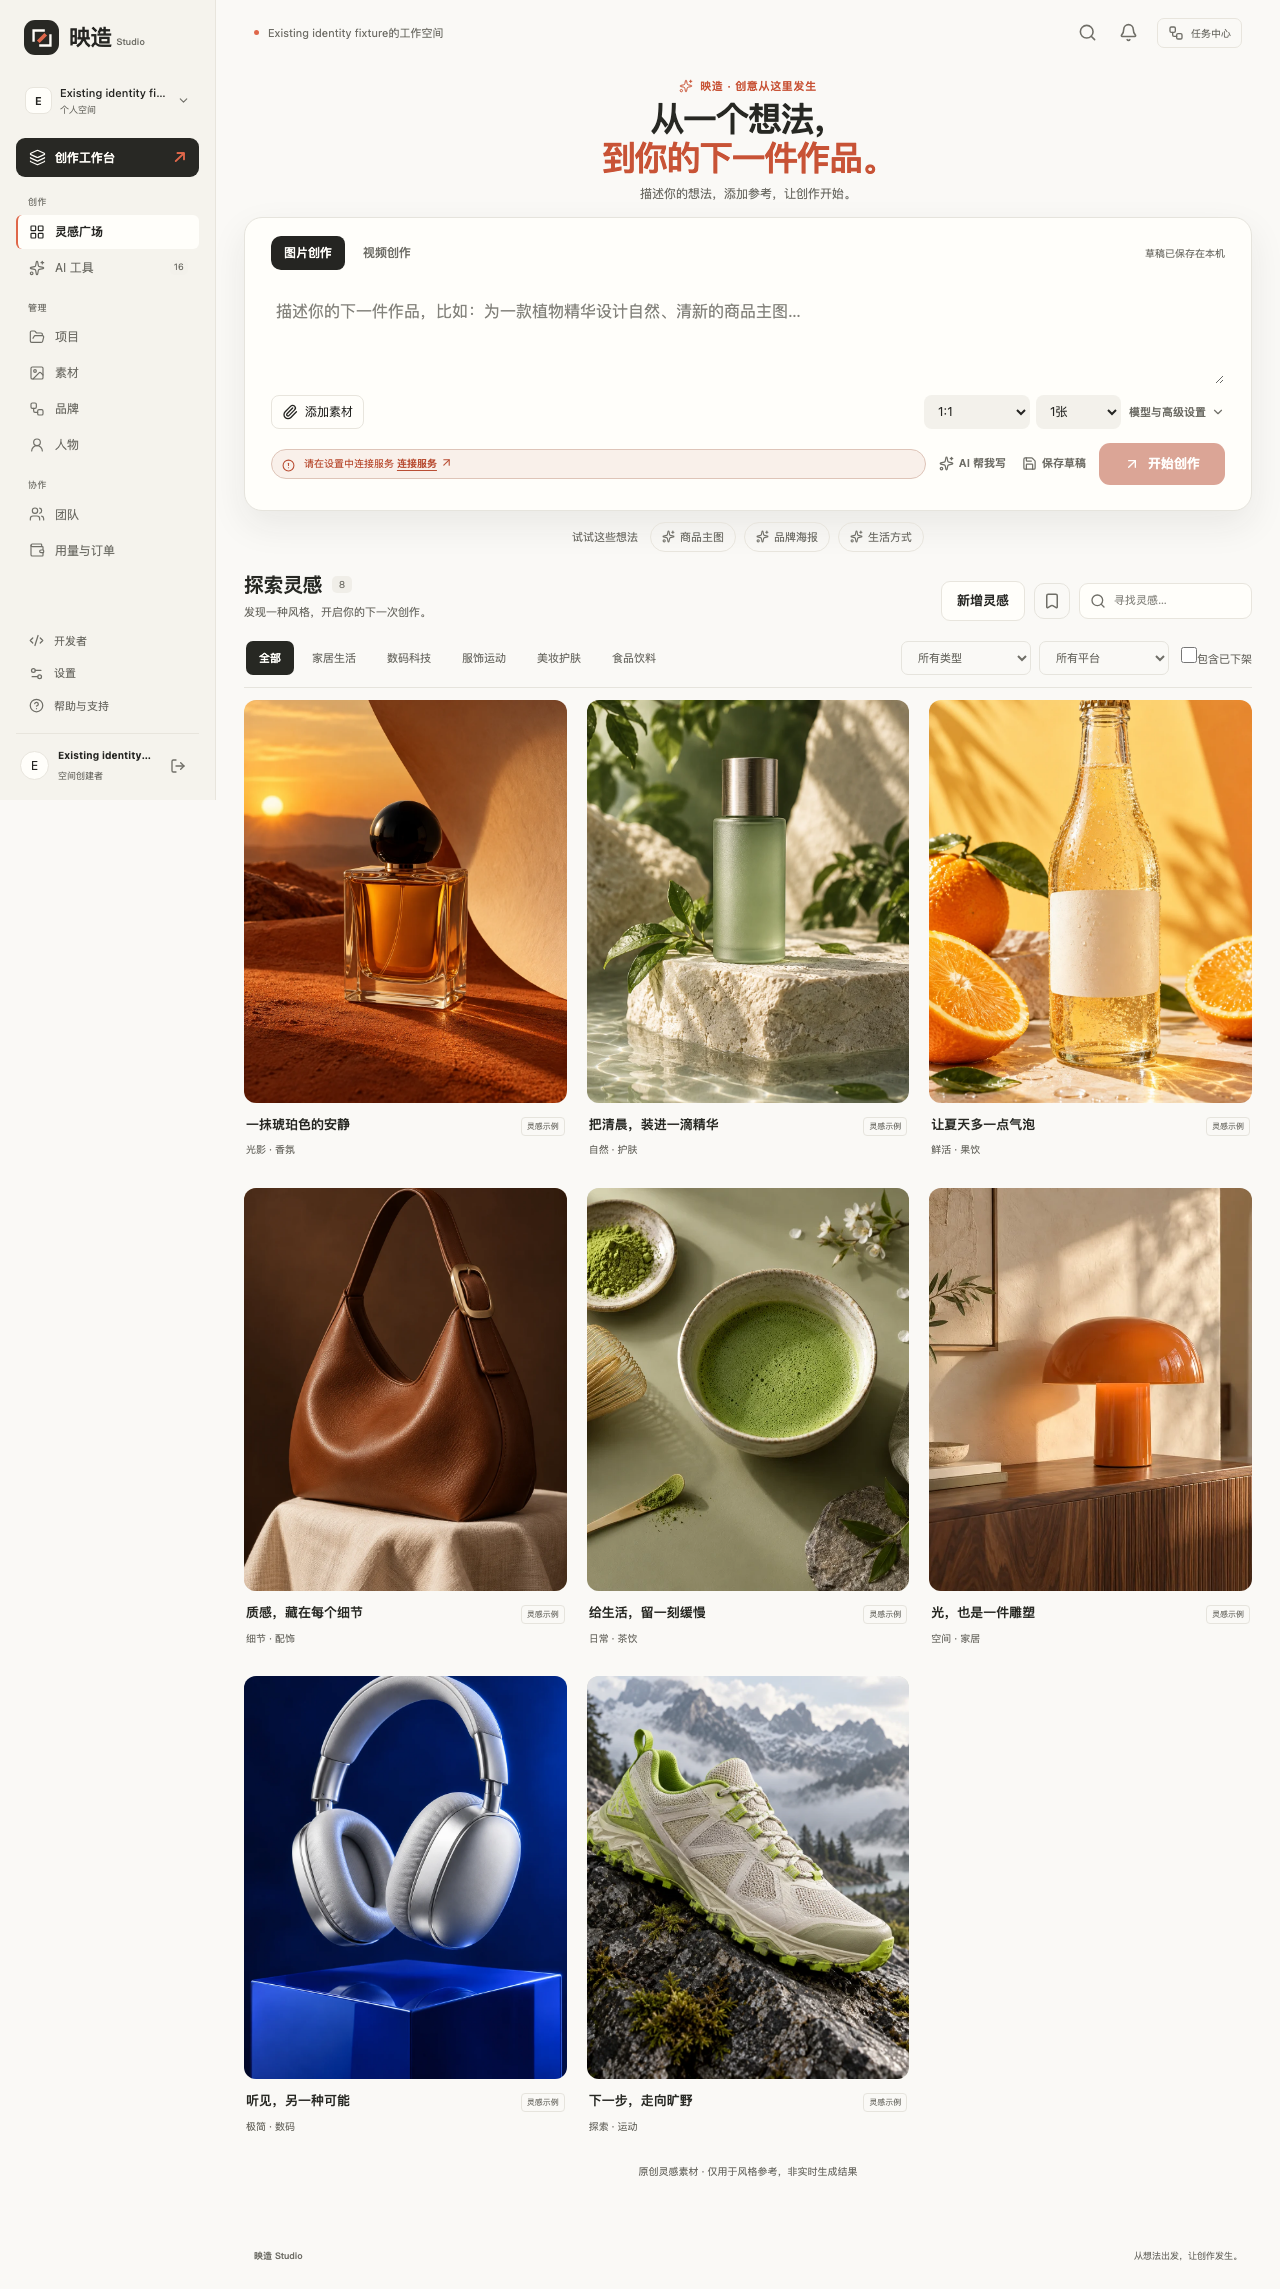 映造 Studio
E
Existing identity fi...
个人空间
创作工作台
创作
灵感广场
AI 工具
16
管理
项目
素材
品牌
人物
协作
团队
用量与订单
开发者
设置
帮助与支持
E
Existing identity...
空间创建者
Existing identity fixture的工作空间
任务中心
映造 · 创意从这里发生
从一个想法，
到你的下一件作品。
描述你的想法，添加参考，让创作开始。
图片创作
视频创作
草稿已保存在本机
描述你的下一件作品，比如：为一款植物精华设计自然、清新的商品主图...
添加素材
1:1
1张
模型与高级设置
请在设置中连接服务 连接服务
AI 帮我写
保存草稿
开始创作
试试这些想法
商品主图
品牌海报
生活方式
探索灵感 8
发现一种风格，开启你的下一次创作。
新增灵感
寻找灵感...
全部
家居生活
数码科技
服饰运动
美妆护肤
食品饮料
所有类型
所有平台
包含已下架
一抹琥珀色的安静
灵感示例
光影 · 香氛
把清晨，装进一滴精华
灵感示例
自然 · 护肤
让夏天多一点气泡
灵感示例
鲜活 · 果饮
质感，藏在每个细节
灵感示例
细节 · 配饰
给生活，留一刻缓慢
灵感示例
日常 · 茶饮
光，也是一件雕塑
灵感示例
空间 · 家居
听见，另一种可能
灵感示例
极简 · 数码
下一步，走向旷野
灵感示例
探索 · 运动
原创灵感素材 · 仅用于风格参考，非实时生成结果
映造 Studio
从想法出发，让创作发生。